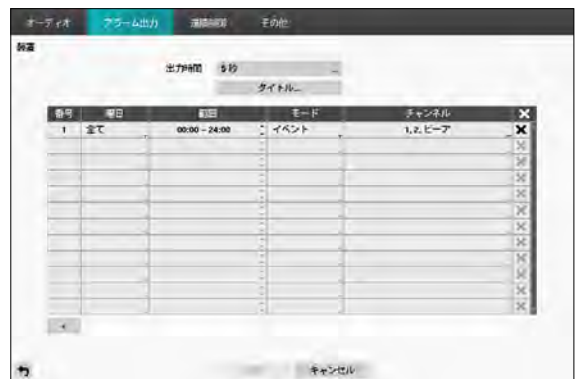 オーディオ アラーム出力 その他
装置
出力時間 5 秒
タイトル...
番号 曜日 範囲 モード チャンネル
1 全て 00:00 ~ 24:00 イベント 1, 2, ビープ
+
キャンセル